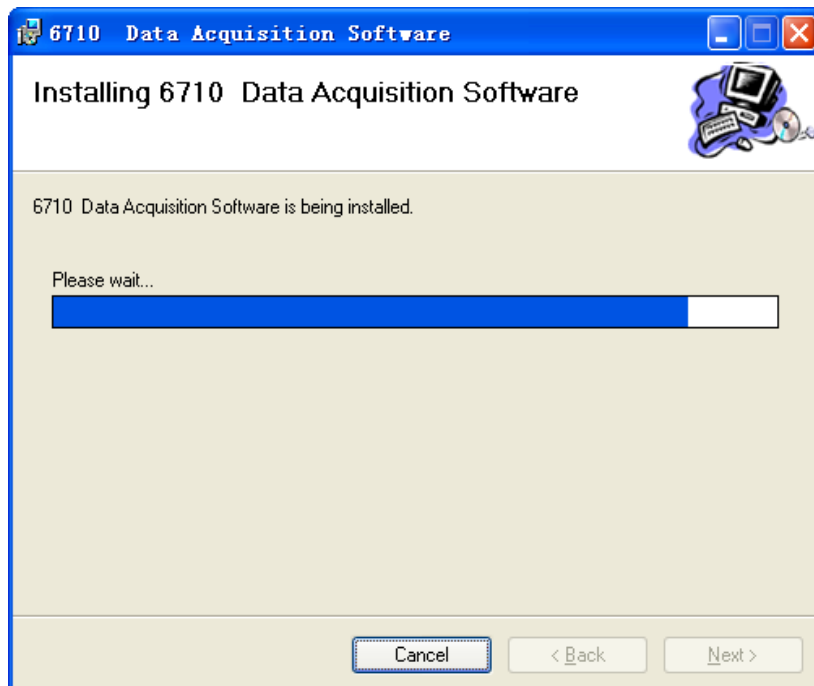 6710  Data Acquisition Software
Installing 6710  Data Acquisition Software
6710  Data Acquisition Software is being installed.
Please wait...
Cancel
< Back
Next >